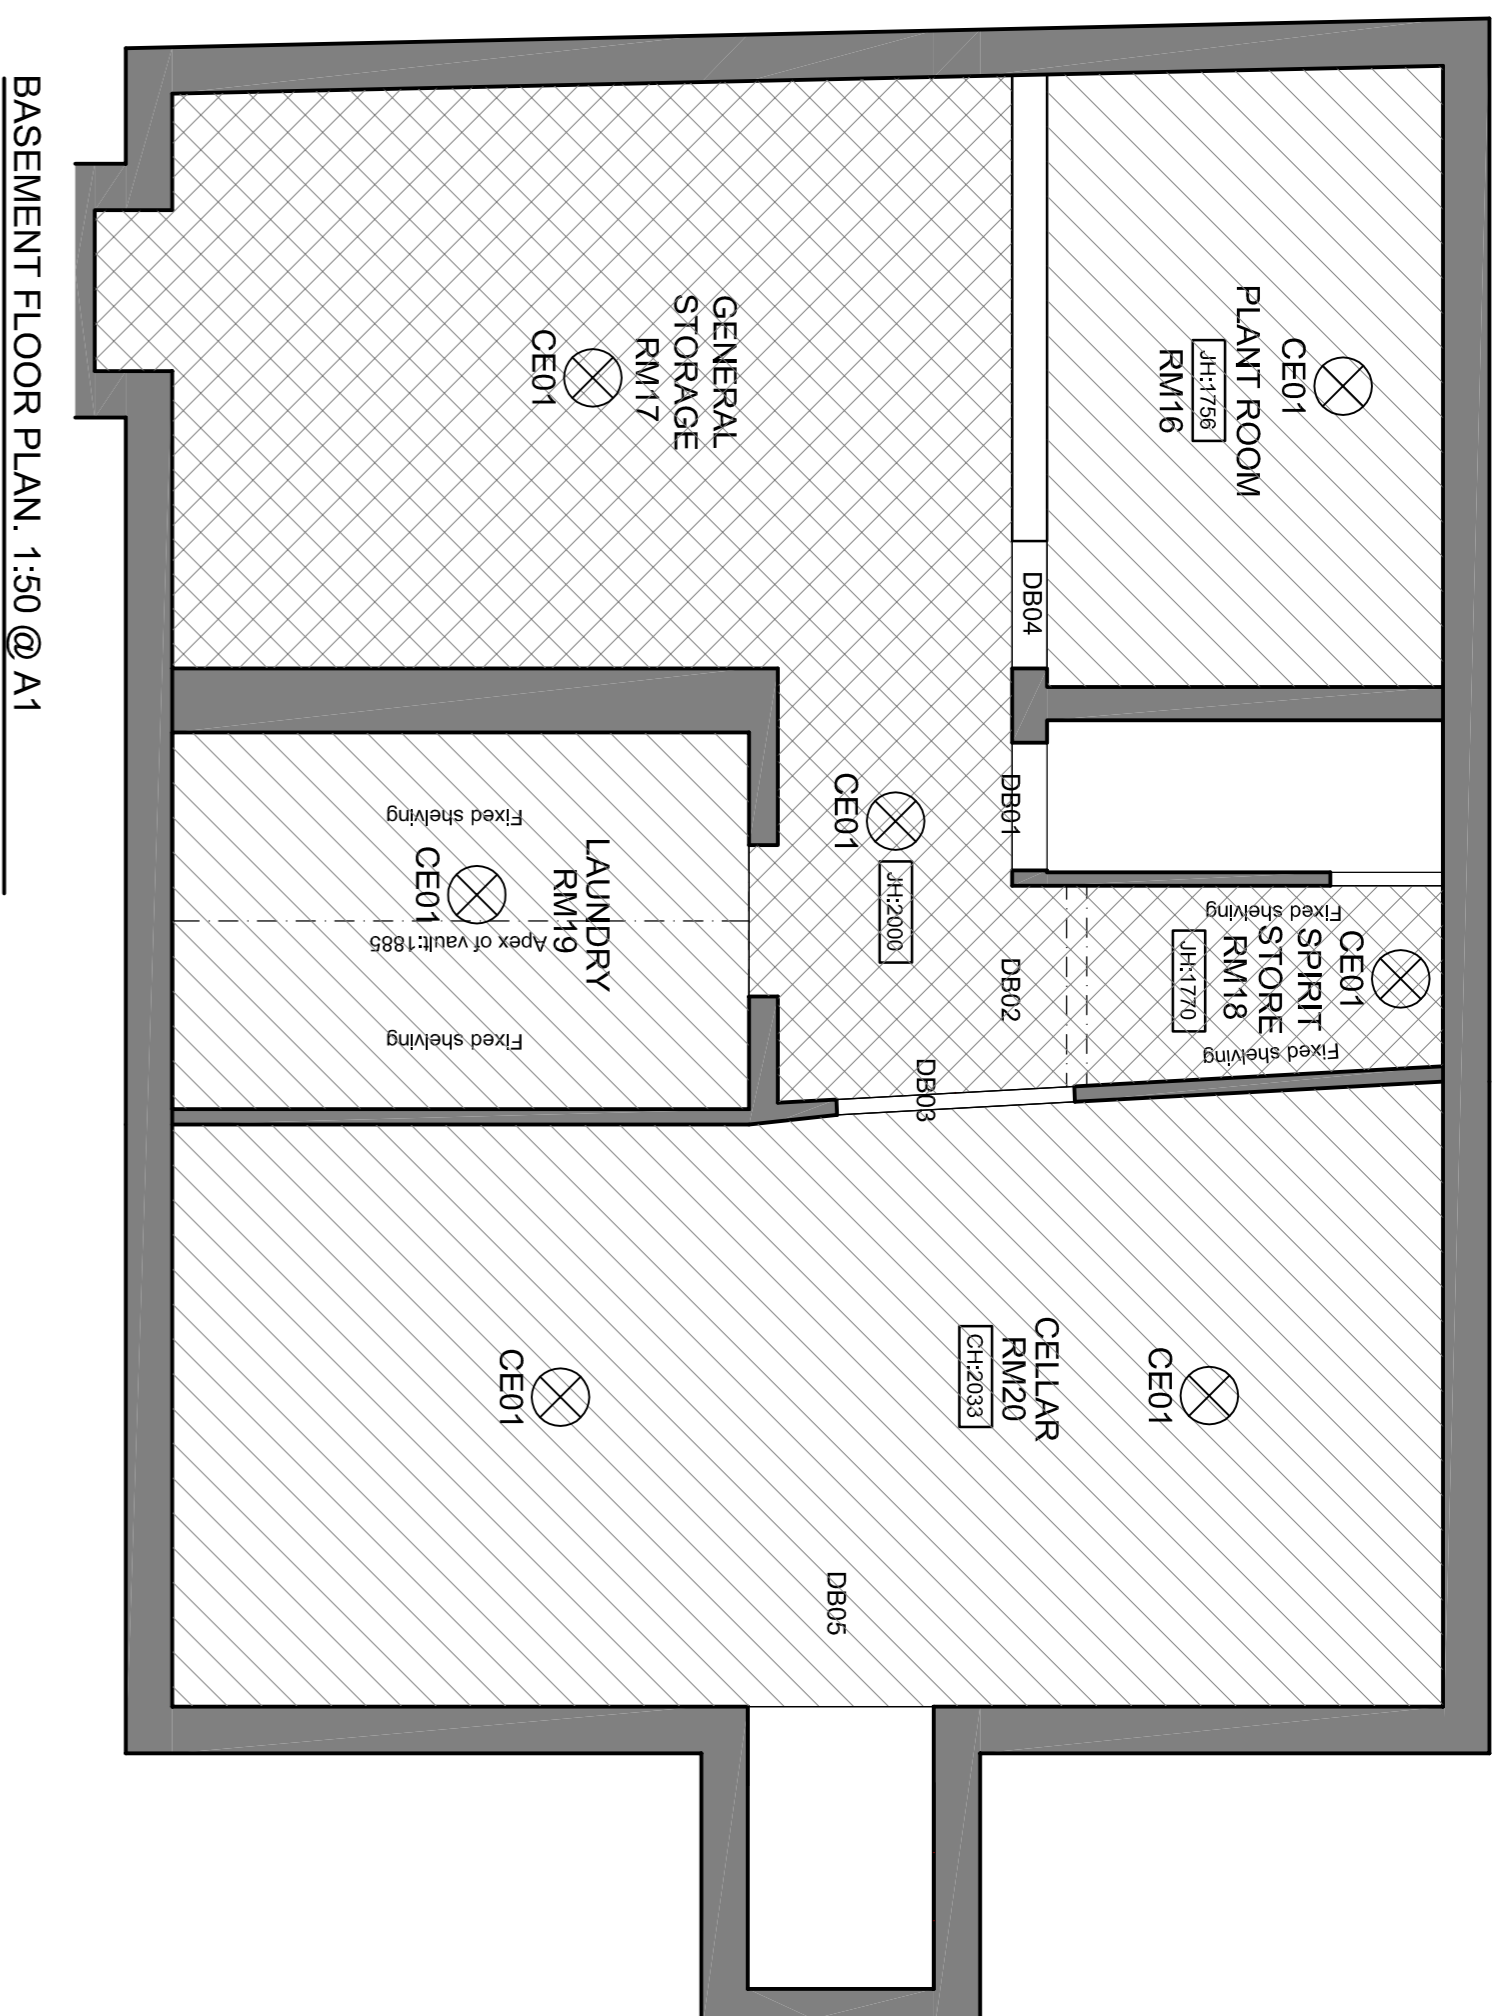 CE01
PLANT ROOM
JH:1756
RM16
DB04
GENERAL
STORAGE
RM17
CE01
DB01
CE01
JH:2000
DB02
DB03
Fixed shelving
CE01
SPIRIT
STORE
RM18
JH:1770
Fixed shelving
Fixed shelving
LAUNDRY
RM19
CE01
Apex of vault:1885
Fixed shelving
CE01
CELLAR
RM20
CH:2033
CE01
DB05
BASEMENT FLOOR PLAN. 1:50 @ A1